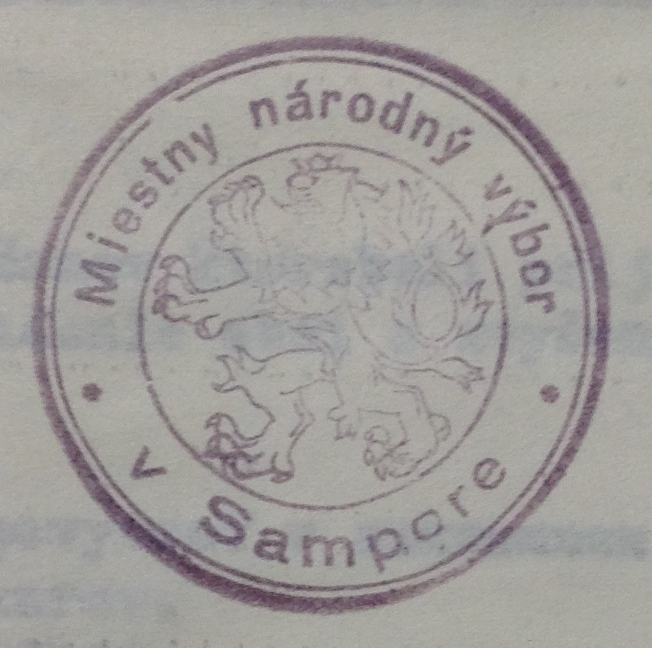 Miestny národný výbor
v Sampore